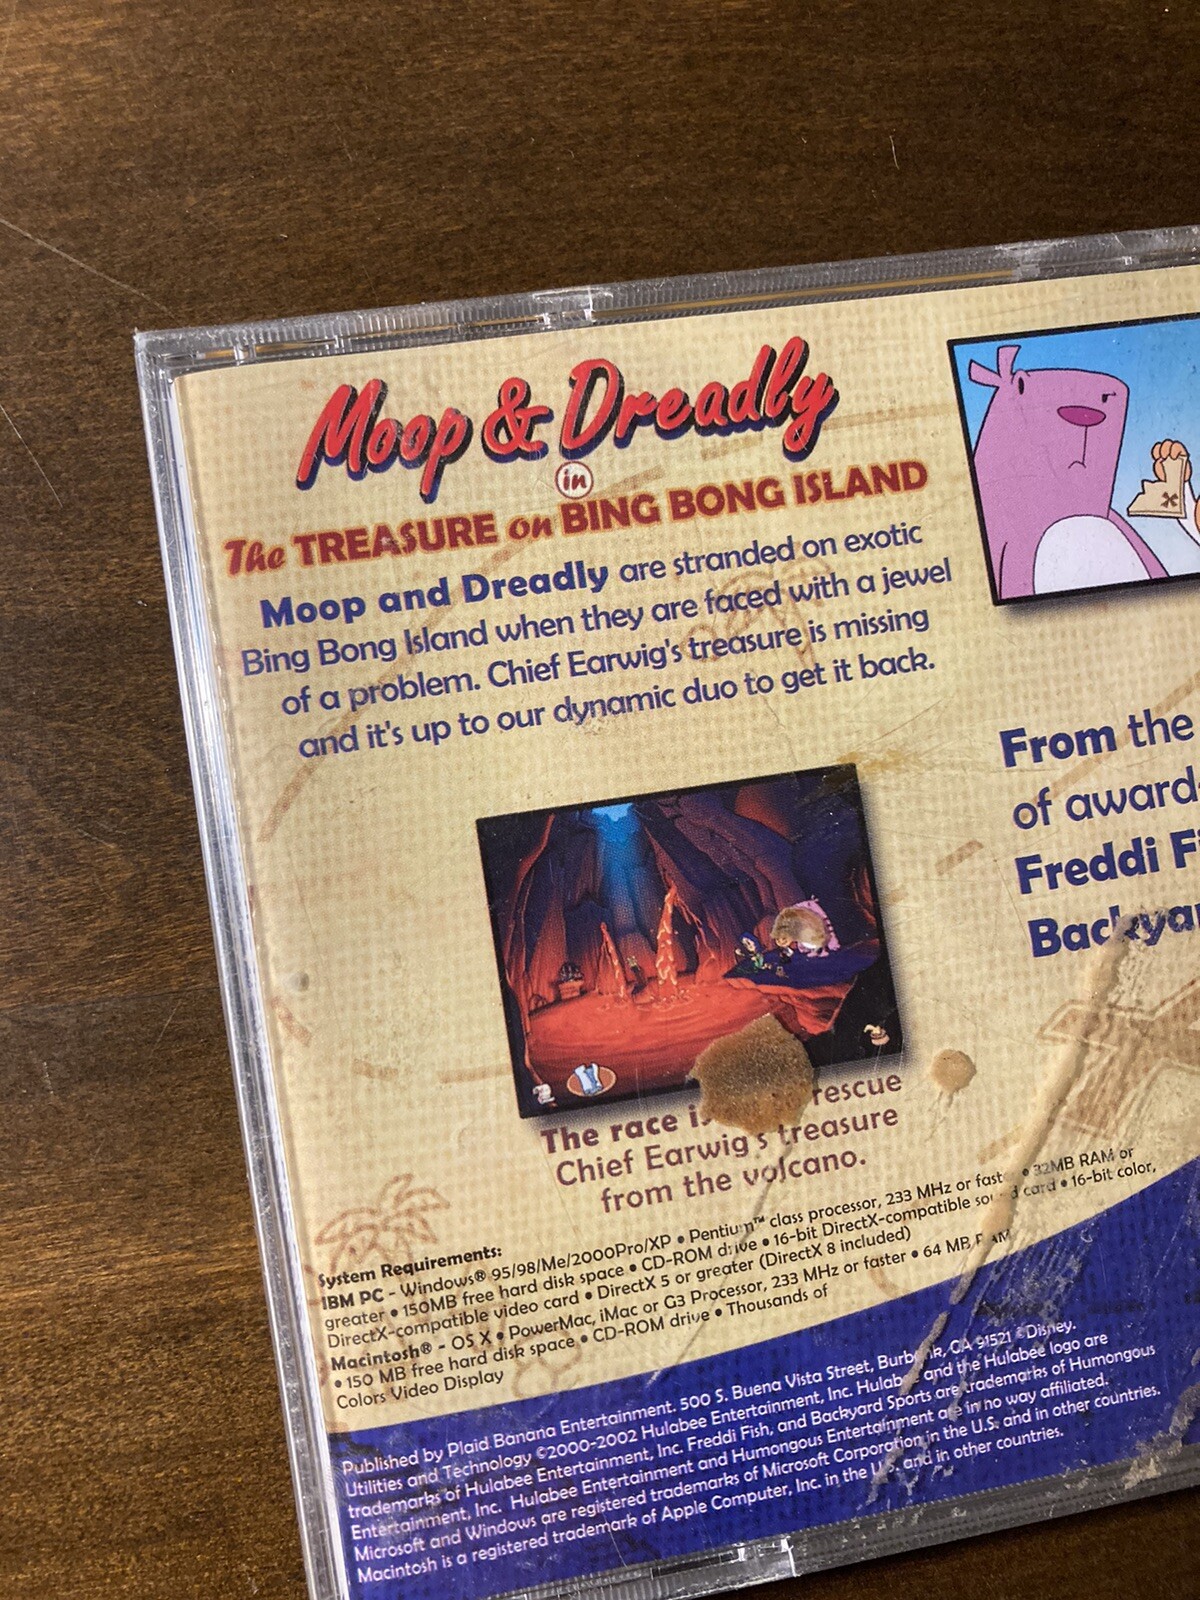 Moop & Dreadly
in
The TREASURE on BING BONG ISLAND
Moop and Dreadly are stranded on exotic
Bing Bong Island when they are faced with a jewel
of a problem. Chief Earwig's treasure is missing
and it's up to our dynamic duo to get it back.
From the
of award-
Freddi
The race rescue
Chief Earwig's treasure
from the volcano.
System Requirements:
IBM PC - Windows® 95/98/Me/2000Pro/XP • Pentium™ class processor, 233 MHz or • 32MB RAM or
greater • 150MB free hard disk space • CD-ROM drive • 16-bit DirectX-compatible sound card • 16-bit color,
DirectX-compatible video card • DirectX 5 or greater (DirectX 8 included)
Macintosh® - OS X • PowerMac, iMac or G3 Processor, 233 MHz or faster • 64 MB RAM
• 150 MB free hard disk space • CD-ROM drive • Thousands of
Colors Video Display
Published by Plaid Banana Entertainment. 500 S. Buena Vista Street, Burbank, CA 91521 ©Disney.
Utilities and Technology ©2000-2002 Hulabee Entertainment, Inc. Hulabee and the Hulabee logo are
trademarks of Hulabee Entertainment, Inc. Freddi Fish, and Backyard Sports are trademarks of Humongous
Entertainment, Inc. Hulabee Entertainment and Humongous Entertainment are in no way affiliated.
Microsoft and Windows are registered trademarks of Microsoft Corporation in the U.S. and in other countries.
Macintosh is a registered trademark of Apple Computer, Inc. in the U.S. and in other countries.